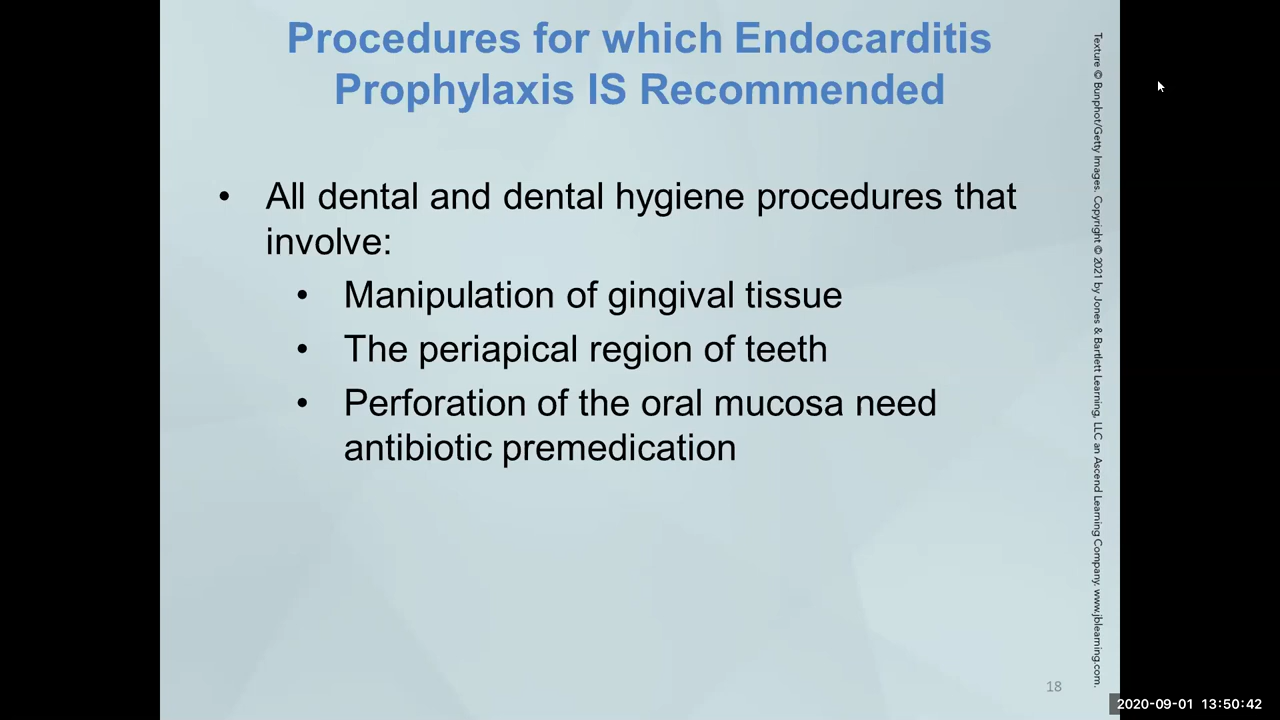 Procedures for which Endocarditis
Prophylaxis IS Recommended
• All dental and dental hygiene procedures that
involve:
• Manipulation of gingival tissue
• The periapical region of teeth
• Perforation of the oral mucosa need
antibiotic premedication
Texture © Bunphot/Getty Images. Copyright © 2021 by Jones & Bartlett Learning, LLC an Ascend Learning Company. www.jblearning.com.
18
2020-09-01 13:50:42